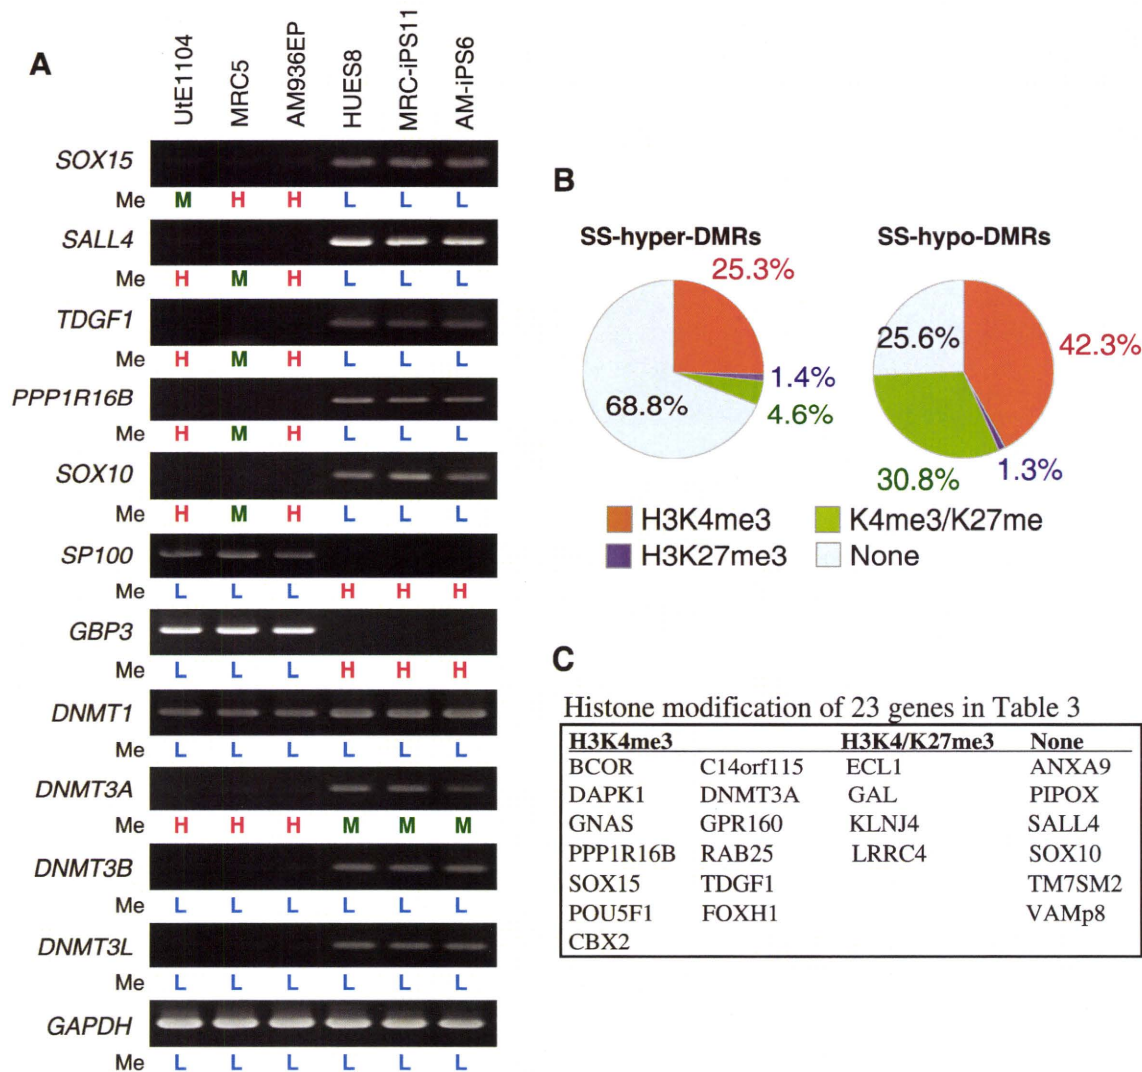 A
UtE1104 MRC5 AM936EP HUES8 MRC-iPS11 AM-iPS6
SOX15
Me M H H L L L
SALL4
Me H M H L L L
TDGF1
Me H M H L L L
PPP1R16B
Me H M H L L L
SOX10
Me H M H L L L
SP100
Me L L L H H H
GBP3
Me L L L H H H
DNMT1
Me L L L L L L
DNMT3A
Me H H H M M M
DNMT3B
Me L L L L L L
DNMT3L
Me L L L L L L
GAPDH
Me L L L L L L
B
SS-hyper-DMRs
25.3%
1.4%
4.6%
68.8%
SS-hypo-DMRs
42.3%
1.3%
30.8%
25.6%
H3K4me3 K4me3/K27me
H3K27me3 None
C
Histone modification of 23 genes in Table 3
H3K4me3 H3K4/K27me3 None
BCOR C14orf115 ECL1 ANXA9
DAPK1 DNMT3A GAL PIPOX
GNAS GPR160 KLNJ4 SALL4
PPP1R16B RAB25 LRRC4 SOX10
SOX15 TDGF1 TM7SM2
POU5F1 FOXH1 VAMp8
CBX2